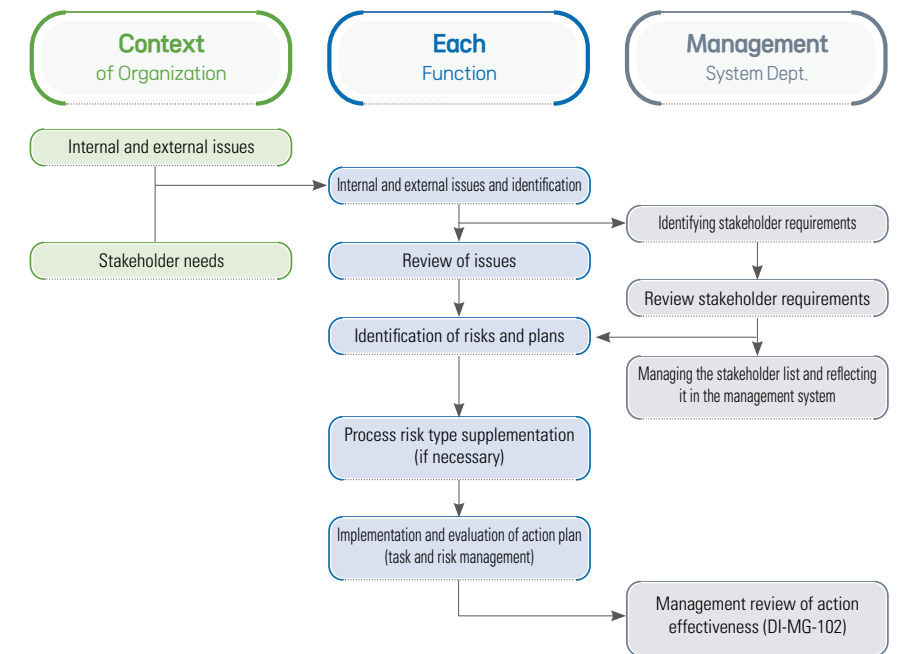 Context
of Organization
Each
Function
Management
System Dept.
Internal and external issues
Internal and external issues and identification
Identifying stakeholder requirements
Stakeholder needs
Review of issues
Review stakeholder requirements
Identification of risks and plans
Managing the stakeholder list and reflecting
it in the management system
Process risk type supplementation
(if necessary)
Implementation and evaluation of action plan
(task and risk management)
Management review of action
effectiveness (DI-MG-102)